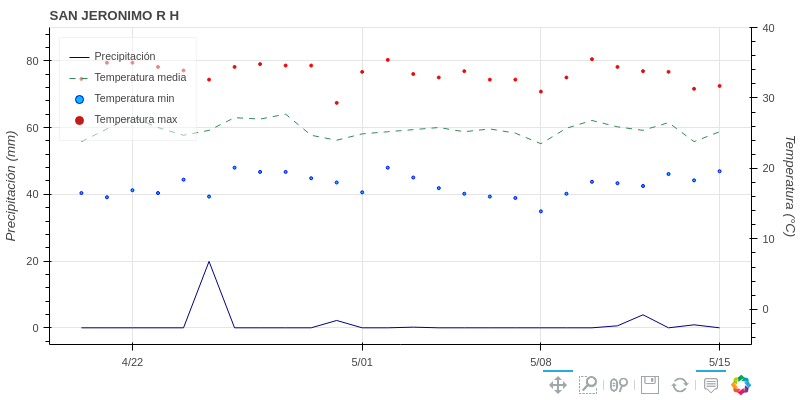 SAN JERONIMO R H
Precipitación
Temperatura media
Temperatura min
Temperatura max
Precipitación (mm)
80
60
40
20
0
Temperatura (°C)
40
30
20
10
0
4/22
5/01
5/08
5/15